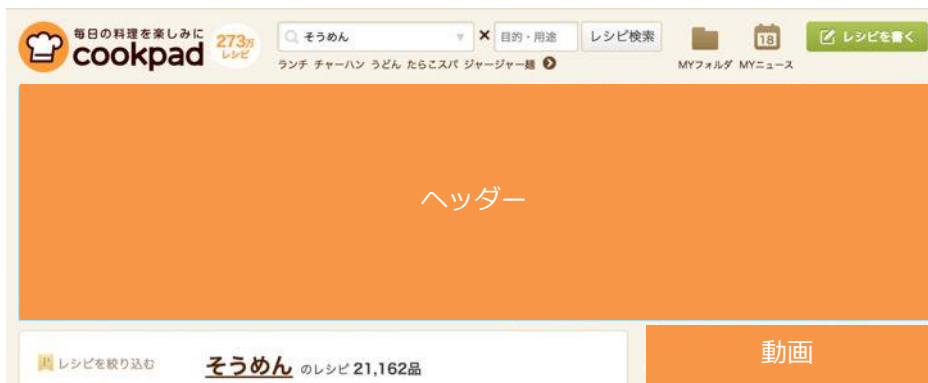 毎日の料理を楽しみに
cookpad
273万
レシピ
そうめん
×
目的・用途
レシピ検索
ランチ チャーハン うどん たらこスパ ジャージャー麺
MYフォルダ
18
MYニュース
レシピを書く
ヘッダー
レシピを絞り込む
そうめん のレシピ 21,162品
動画